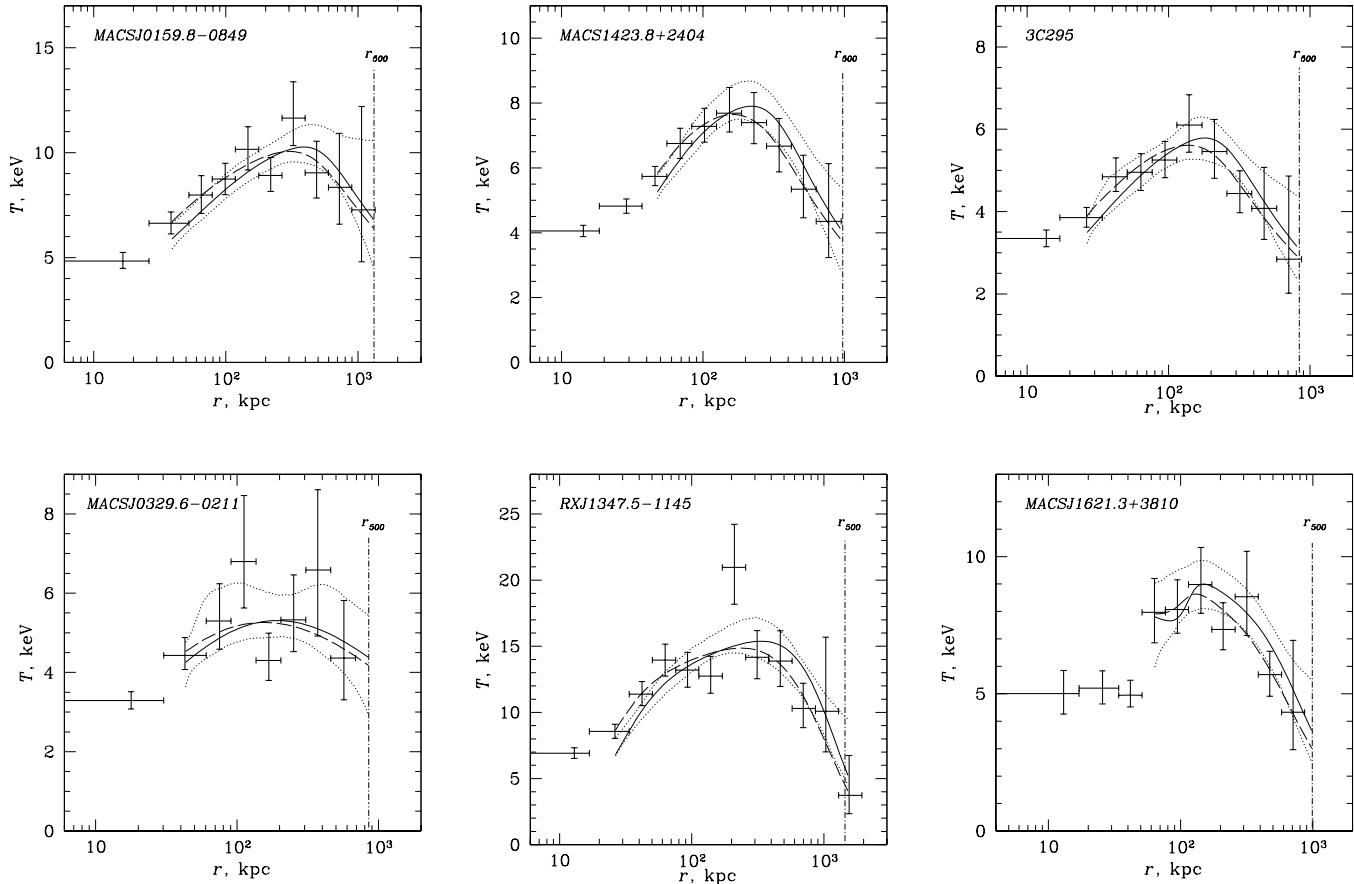 MACSJ0159.8−0849
r500
15
10
5
0
T, keV
10 10² 10³
r, kpc
MACS1423.8+2404
r500
10
8
6
4
2
0
T, keV
10 10² 10³
r, kpc
3C295
r500
8
6
4
2
0
T, keV
10 10² 10³
r, kpc
MACSJ0329.6−0211
r500
8
6
4
2
0
T, keV
10 10² 10³
r, kpc
RXJ1347.5−1145
r500
25
20
15
10
5
0
T, keV
10 10² 10³
r, kpc
MACSJ1621.3+3810
r500
10
5
0
T, keV
10 10² 10³
r, kpc